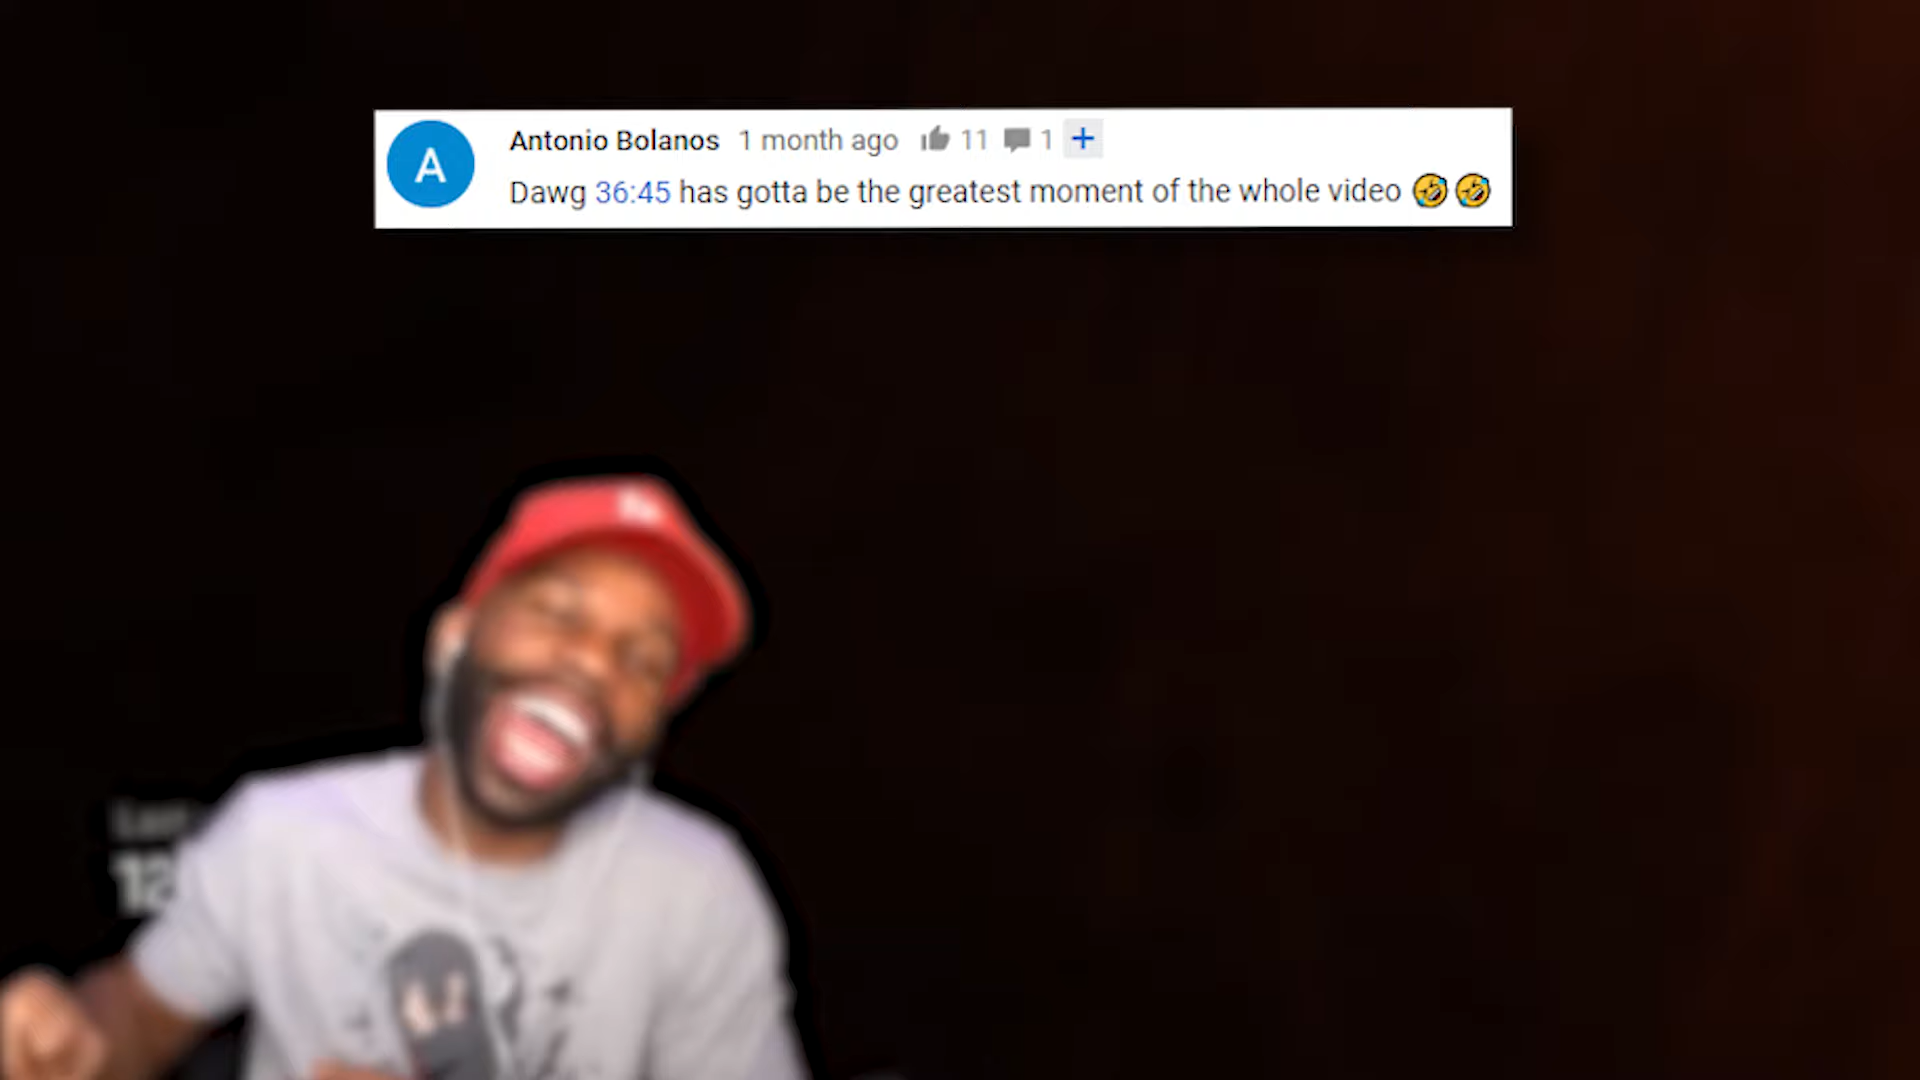 A
Antonio Bolanos 1 month ago 11 1 +
Dawg 36:45 has gotta be the greatest moment of the whole video 🤣🤣
12